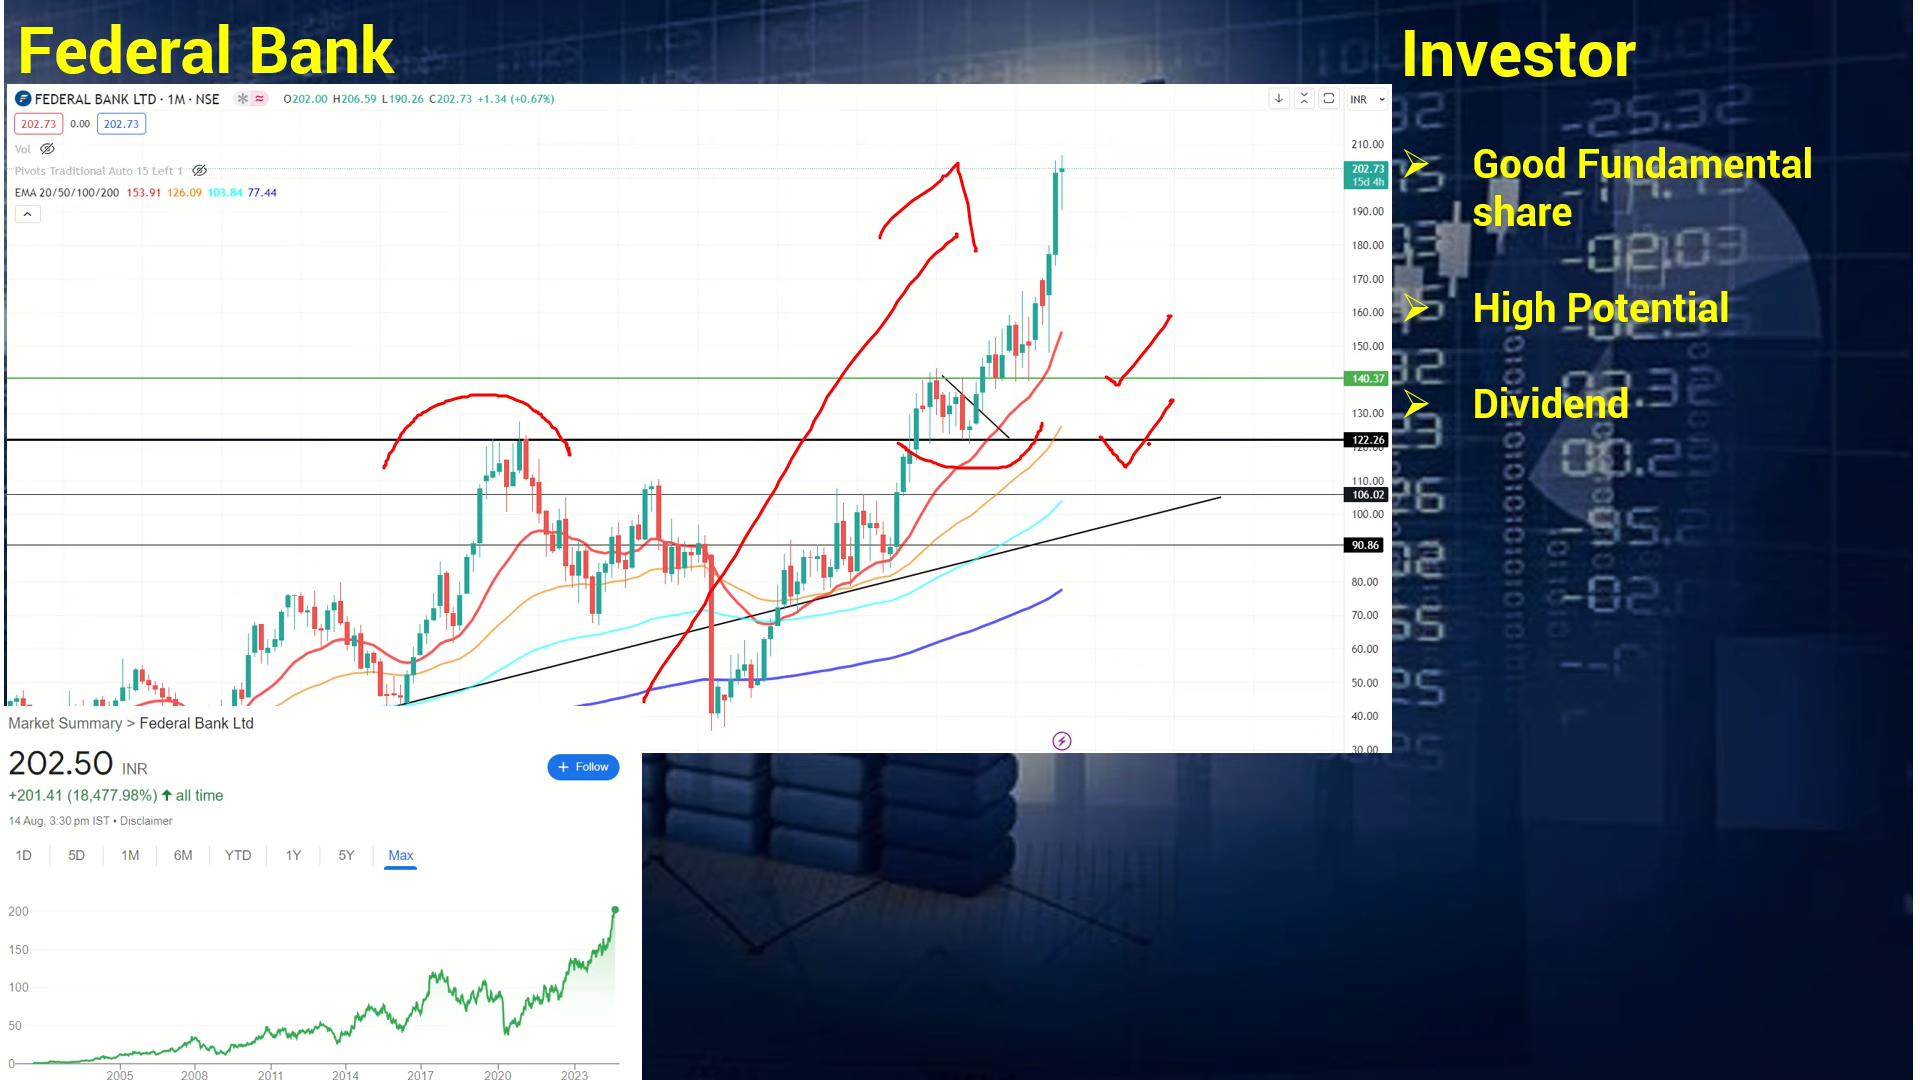 Federal Bank
Investor
FEDERAL BANK LTD · 1M · NSE O202.00 H206.59 L190.26 C202.73 +1.34 (+0.67%) INR
202.73 0.00 202.73
Vol
Pivots Traditional Auto 15 Left 1
EMA 20/50/100/200 153.91 126.09 103.84 77.44
210.00
202.73
15d 4h
190.00
180.00
170.00
160.00
150.00
140.37
130.00
122.26
120.00
110.00
106.02
100.00
90.86
80.00
70.00
60.00
50.00
40.00
30.00
Good Fundamental
share
High Potential
Dividend
Market Summary > Federal Bank Ltd
202.50 INR
+ Follow
+201.41 (18,477.98%) ↑ all time
14 Aug, 3:30 pm IST • Disclaimer
1D 5D 1M 6M YTD 1Y 5Y Max
200
150
100
50
0
2005 2008 2011 2014 2017 2020 2023